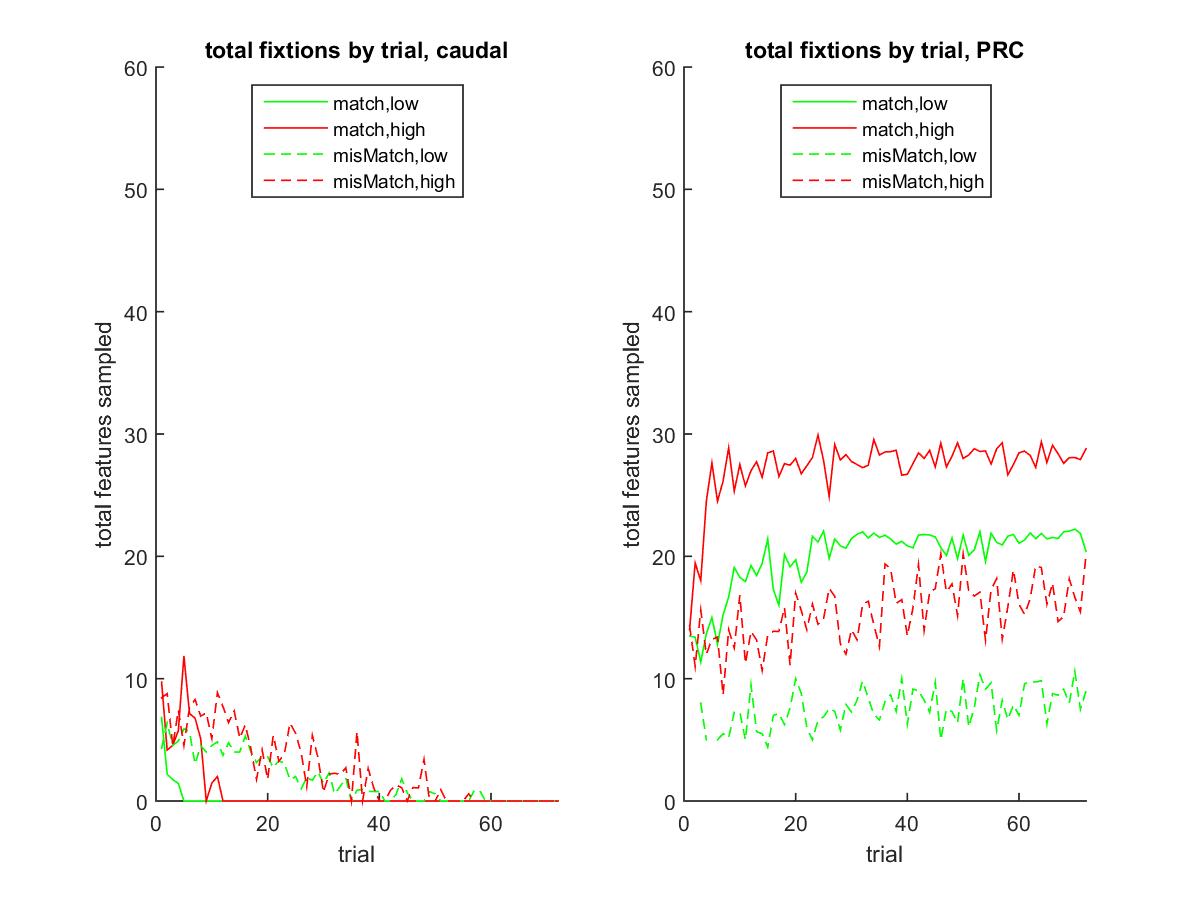 total fixtions by trial, caudal
60
50
40
30
20
10
0
total features sampled
match,low
match,high
misMatch,low
misMatch,high
0 20 40 60
trial
total fixtions by trial, PRC
60
50
40
30
20
10
0
total features sampled
match,low
match,high
misMatch,low
misMatch,high
0 20 40 60
trial